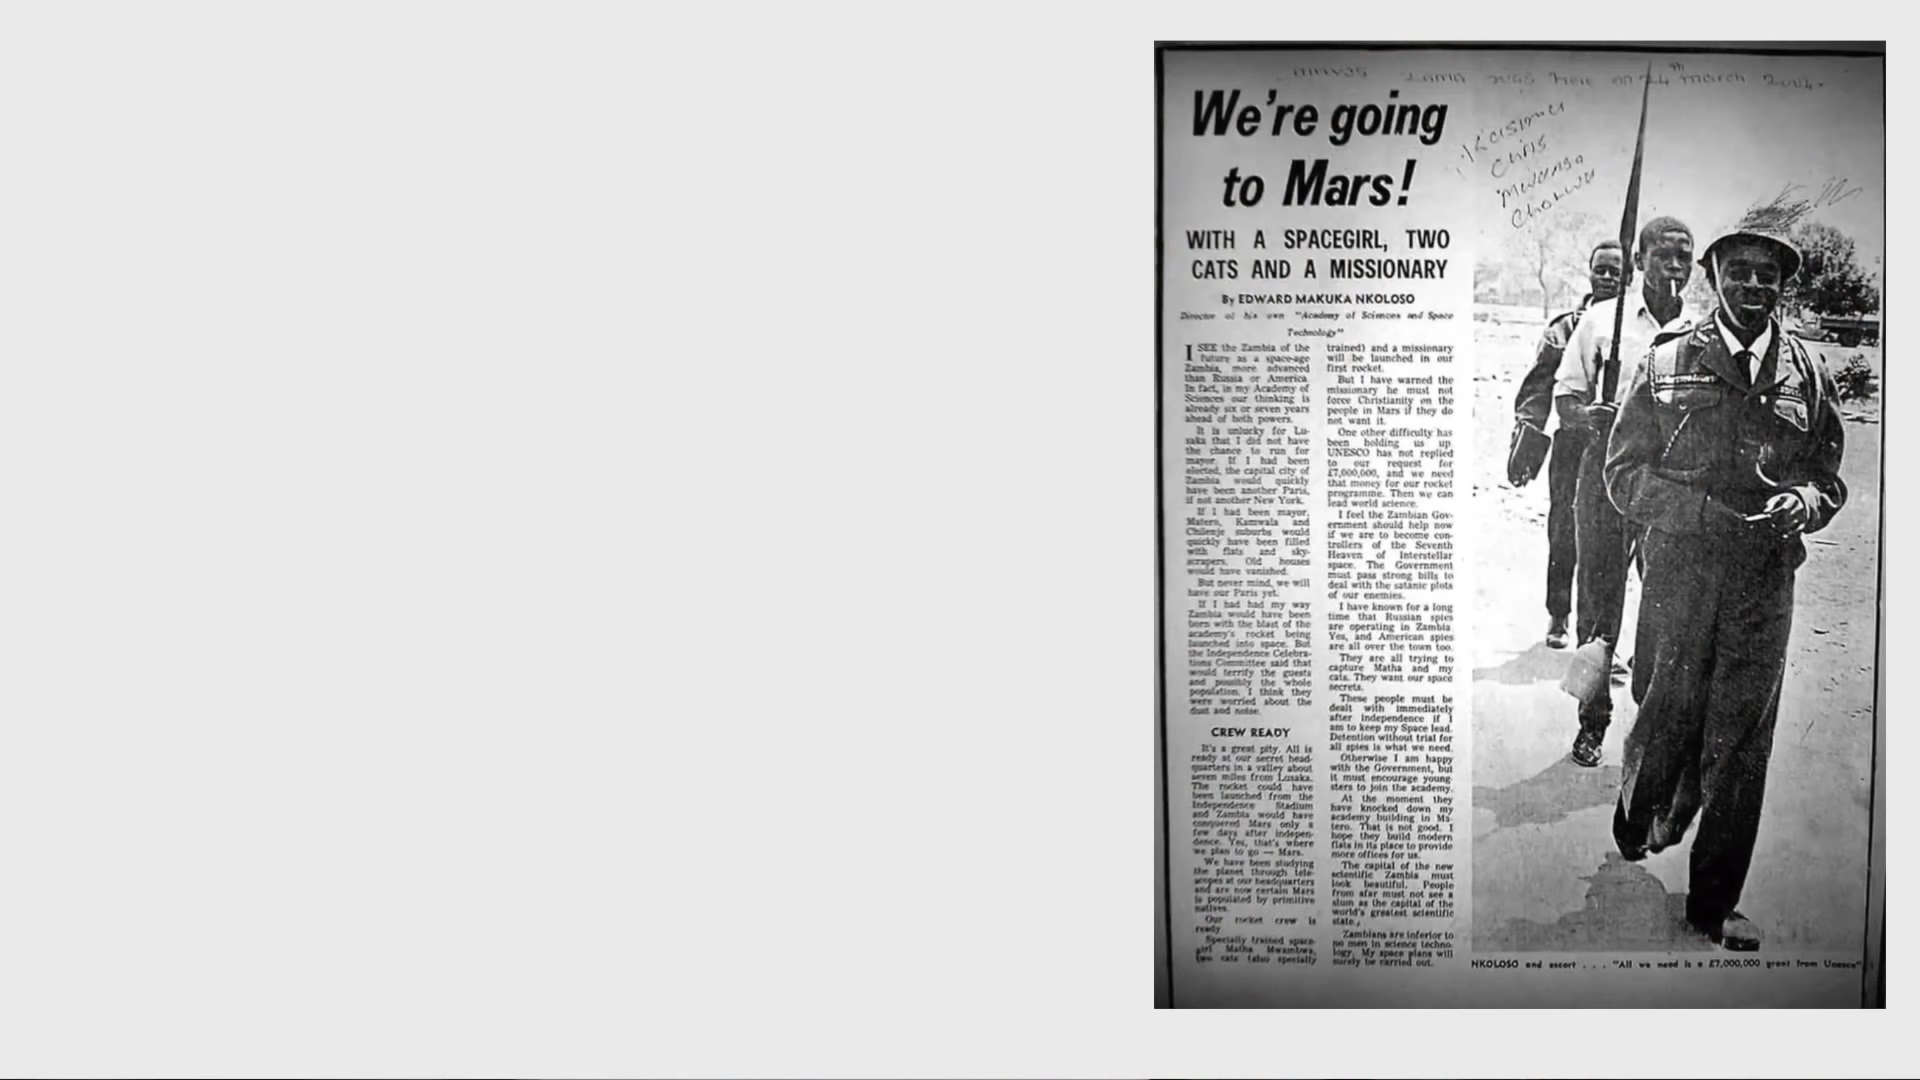 was here on 24th March
Chris
We're going
to Mars!
WITH A SPACEGIRL, TWO
CATS AND A MISSIONARY
By EDWARD MAKUKA NKOLOSO
Director of his own "Academy of Sciences and Space
Technology"
I SEE the Zambia of the
future as a space-age
Zambia, more advanced
than Russia or America.
In fact, in my Academy of
Sciences our thinking is
already six or seven years
ahead of both powers.
It is unlucky for Lu-
saka that I did not have
the chance to run for
mayor. If I had been
elected, the capital city of
Zambia would quickly
have been another Paris,
if not another New York.
If I had been mayor,
Matero, Kamwala and
Chilenje suburbs would
quickly have been filled
with flats and sky-
scrapers. Old houses
would have vanished.
But never mind, we will
have our Paris yet.
If I had had my way
Zambia would have been
born with the blast of the
academy's rocket being
launched into space. But
the Independence Celebra-
tions Committee said that
would terrify the guests
and possibly the whole
population. I think they
were worried about the
dust and noise.
CREW READY
It's a great pity. All is
ready at our secret head-
quarters in a valley about
seven miles from Lusaka.
The rocket could have
been launched from the
Independence Stadium
and Zambia would have
conquered Mars only a
few days after indepen-
dence. Yes, that's where
we plan to go — Mars.
We have been studying
the planet through tele-
scopes at our headquarters
and are now certain Mars
is populated by primitive
natives.
Our rocket crew is
ready.
Specially trained space-
girl Matha Mwambwa,
two cats (also specially
trained) and a missionary
will be launched in our
first rocket.
But I have warned the
missionary he must not
force Christianity on the
people in Mars if they do
not want it.
One other difficulty has
been holding us up.
UNESCO has not replied
to our request for
£7,000,000, and we need
that money for our rocket
programme. Then we can
lead world science.
I feel the Zambian Gov-
ernment should help now
if we are to become con-
trollers of the Seventh
Heaven of Interstellar
space. The Government
must pass strong bills to
deal with the satanic plots
of our enemies.
I have known for a long
time that Russian spies
are operating in Zambia.
Yes, and American spies
are all over the town too.
They are all trying to
capture Matha and my
cats. They want our space
secrets.
These people must be
dealt with immediately
after independence if I
am to keep my Space lead.
Detention without trial for
all spies is what we need.
Otherwise I am happy
with the Government, but
it must encourage young-
sters to join the academy.
At the moment they
have knocked down my
academy building in Ma-
tero. That is not good. I
hope they build modern
flats in its place to provide
more offices for us.
The capital of the new
scientific Zambia must
look beautiful. People
from afar must not see a
slum as the capital of the
world's greatest scientific
state.
Zambians are inferior to
no men in science techno-
logy. My space plans will
surely be carried out.
NKOLOSO and escort . . . "All we need is a £7,000,000 grant from Unesco"